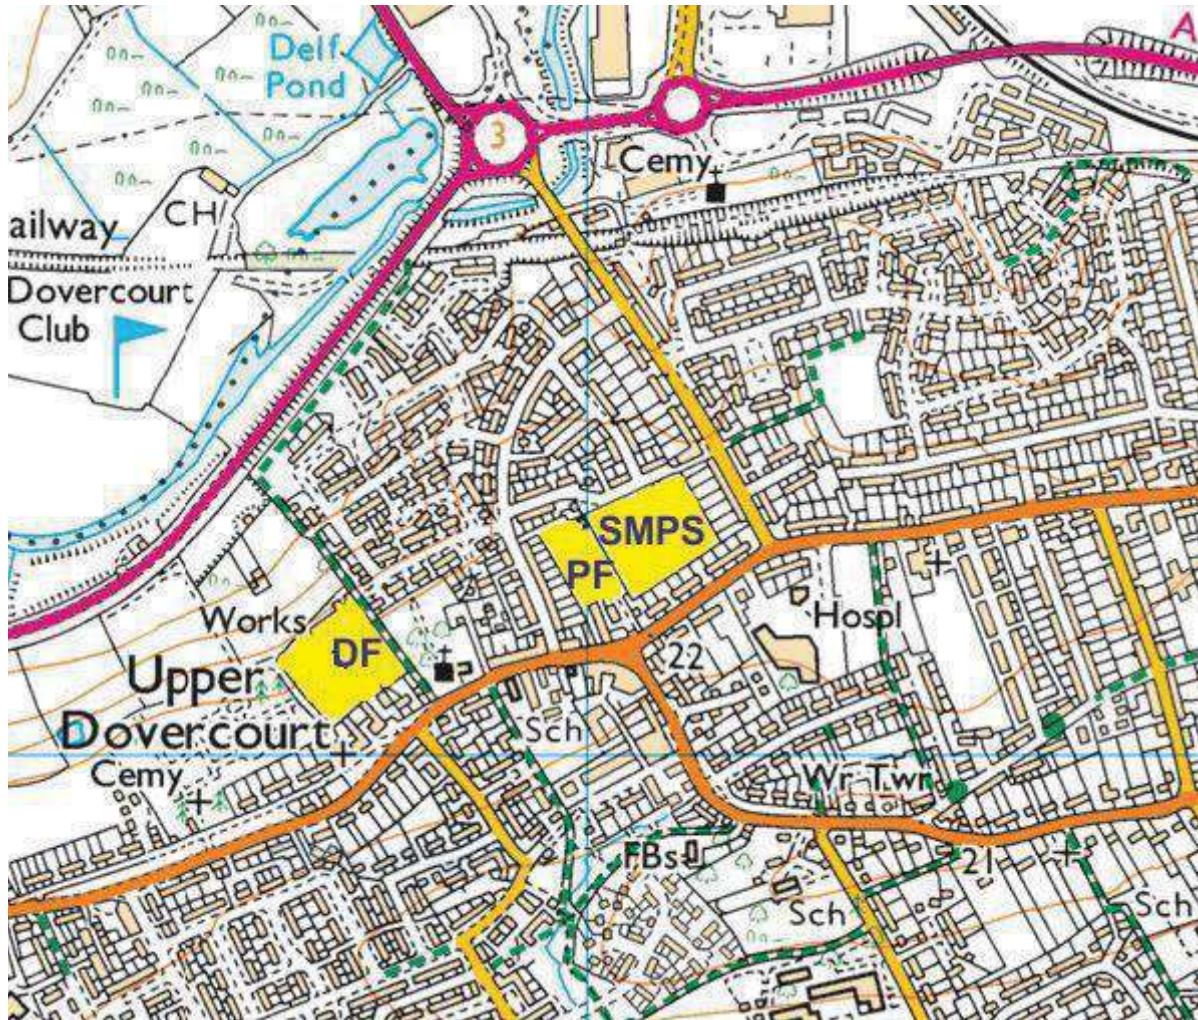 A
Delf
Pond
3
Cemy
CH
ailway
Dovercourt
Club
SMPS
PF
Works
DF
Hospl
Upper
22
Dovercourt
Sch
Cemy
Wr Twr
FBs
21
Sch
Sch